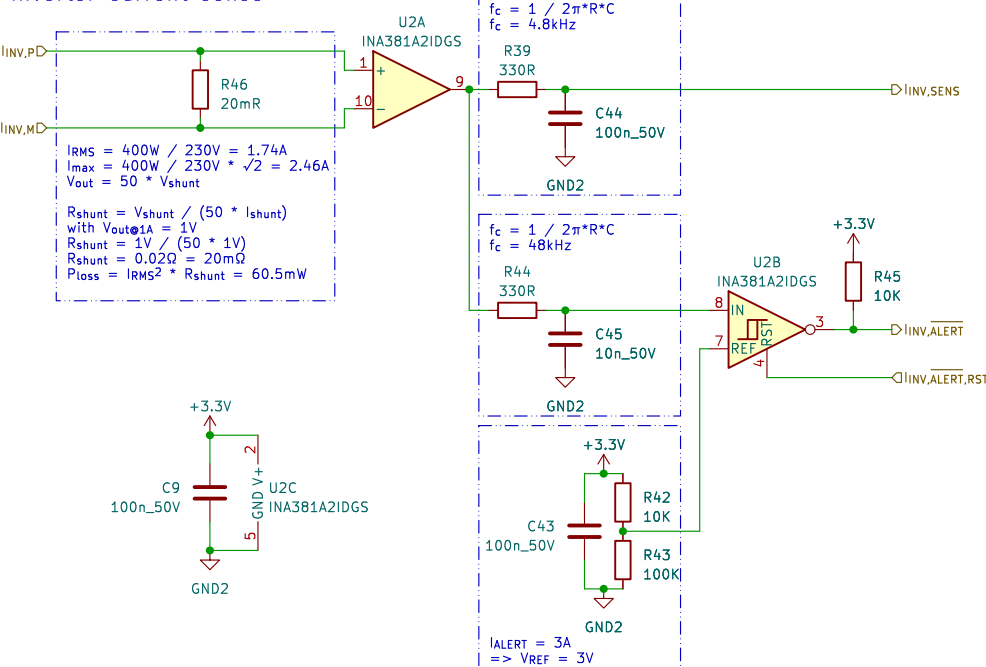 fc = 1 / 2π*R*C
fc = 4.8kHz
U2A
INA381A2IDGS
IINV,P
IINV,M
1
+
10
−
9
R46
20mR
R39
330R
C44
100n_50V
GND2
IINV,SENS
IRMS = 400W / 230V = 1.74A
Imax = 400W / 230V * √2 = 2.46A
Vout = 50 * Vshunt
Rshunt = Vshunt / (50 * Ishunt)
with Vout@1A = 1V
Rshunt = 1V / (50 * 1V)
Rshunt = 0.02Ω = 20mΩ
Ploss = IRMS² * Rshunt = 60.5mW
fc = 1 / 2π*R*C
fc = 48kHz
R44
330R
C45
10n_50V
GND2
U2B
INA381A2IDGS
8
IN
7
REF
RST
4
3
+3.3V
R45
10K
IINV,A̅L̅E̅R̅T̅
IINV,A̅L̅E̅R̅T̅,RST
+3.3V
C9
100n_50V
2
V+
GND
5
U2C
INA381A2IDGS
GND2
+3.3V
R42
10K
C43
100n_50V
R43
100K
GND2
IALERT = 3A
=> VREF = 3V